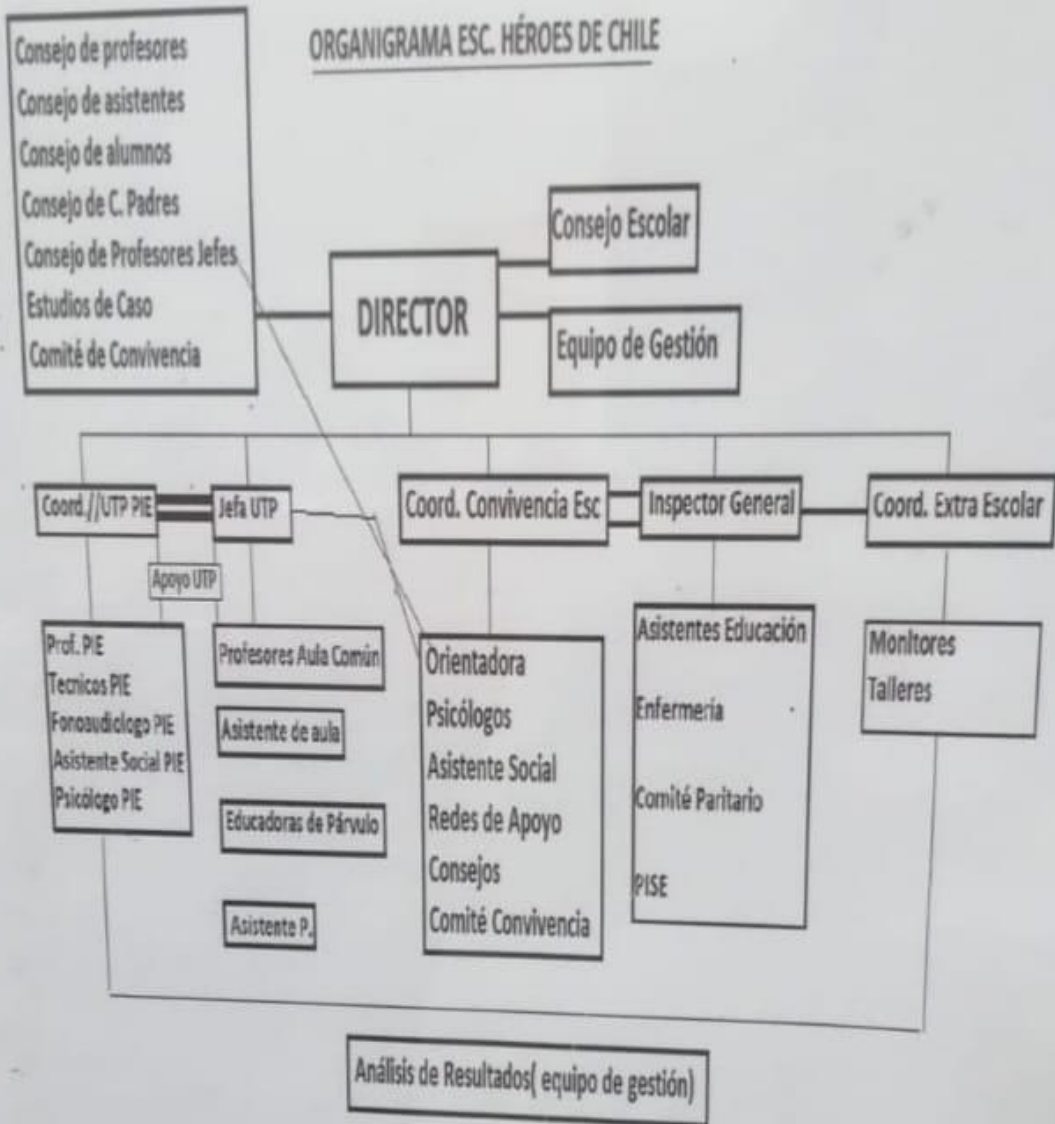 ORGANIGRAMA ESC. HÉROES DE CHILE
Consejo de profesores
Consejo de asistentes
Consejo de alumnos
Consejo de C. Padres
Consejo de Profesores Jefes
Estudios de Caso
Comité de Convivencia
DIRECTOR
Consejo Escolar
Equipo de Gestión
Coord.//UTP PIE
Jefa UTP
Coord. Convivencia Esc
Inspector General
Coord. Extra Escolar
Apoyo UTP
Prof. PIE
Tecnicos PIE
Fonoaudiologo PIE
Asistente Social PIE
Psicólogo PIE
Profesores Aula Común
Asistente de aula
Educadoras de Párvulo
Asistente P.
Orientadora
Psicólogos
Asistente Social
Redes de Apoyo
Consejos
Comité Convivencia
Asistentes Educación
Enfermería
Comité Paritario
PISE
Monitores
Talleres
Análisis de Resultados( equipo de gestión)